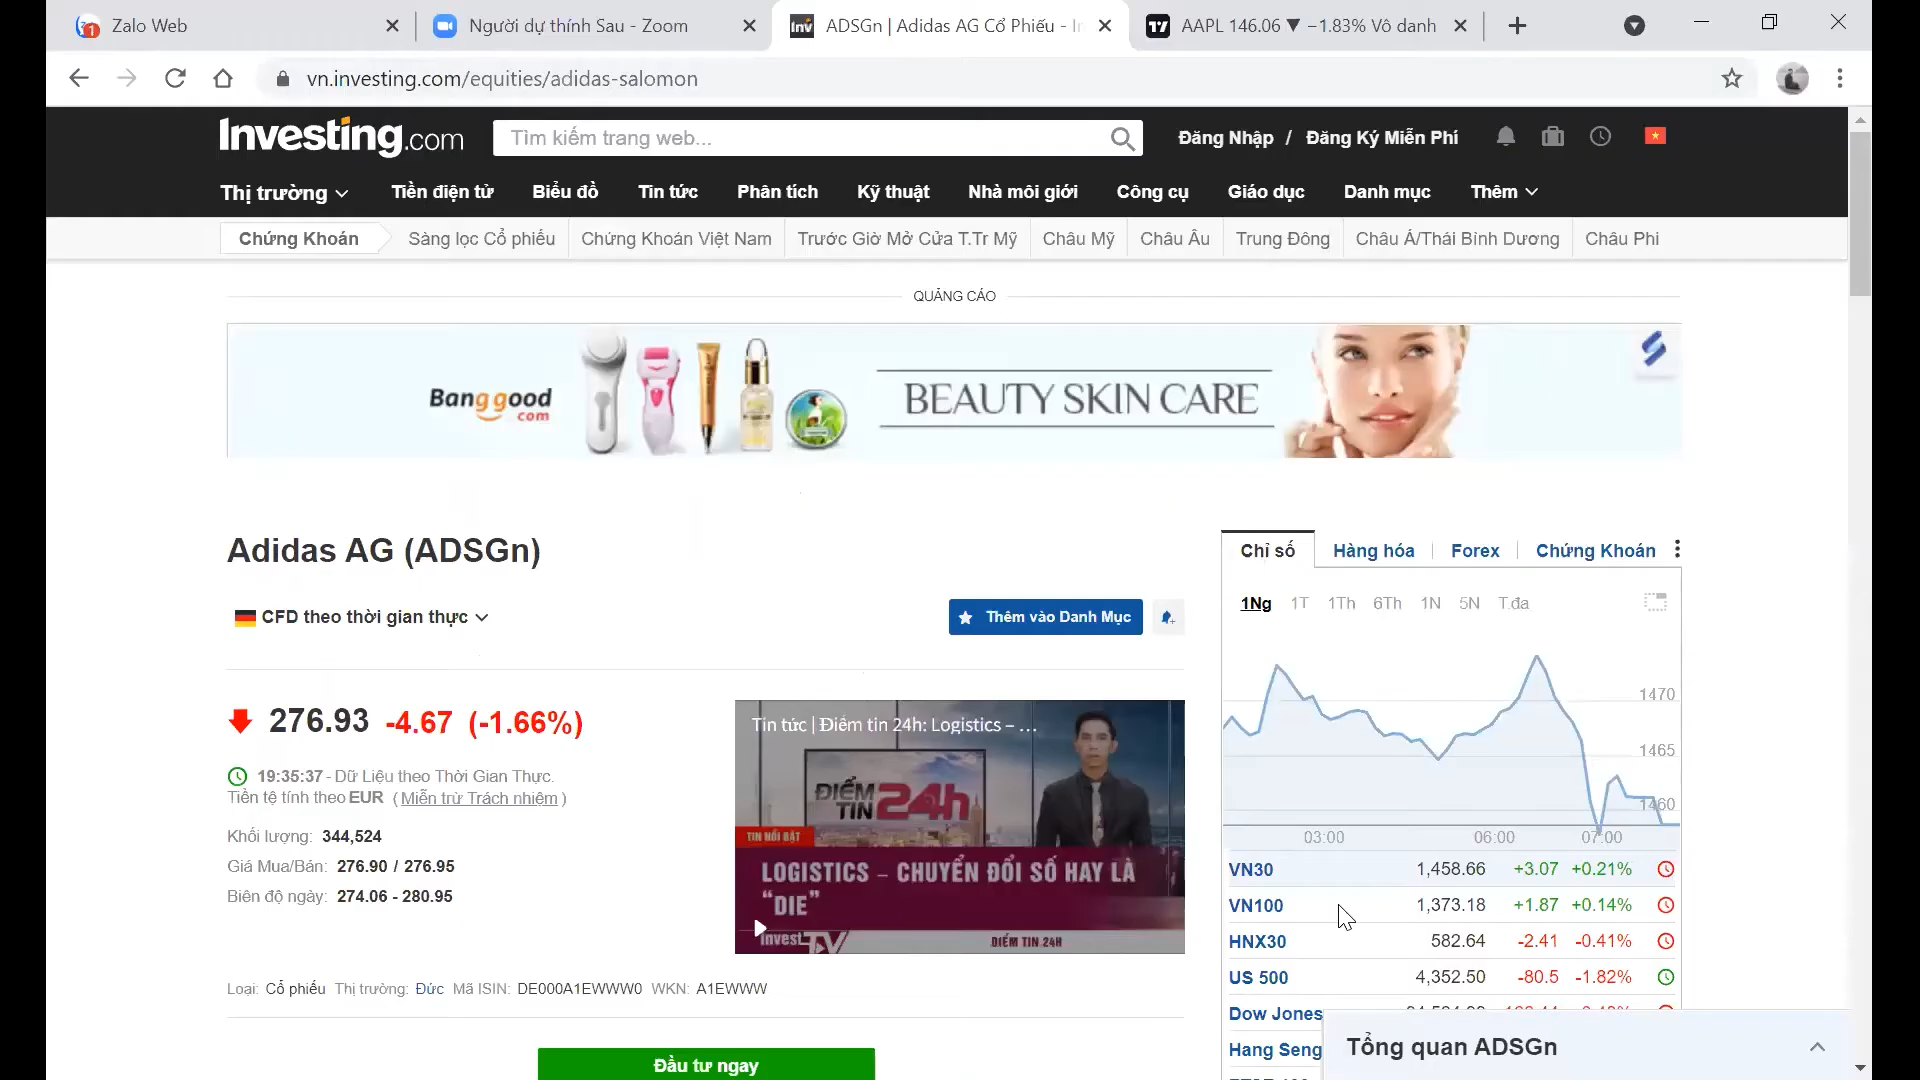 Zalo Web
Người dự thính Sau - Zoom
ADSGn | Adidas AG Cổ Phiếu - In
AAPL 146.06 ▼ −1.83% Vô danh
vn.investing.com/equities/adidas-salomon
Investing.com
Tìm kiếm trang web...
Đăng Nhập / Đăng Ký Miễn Phí
Thị trường
Tiền điện tử
Biểu đồ
Tin tức
Phân tích
Kỹ thuật
Nhà môi giới
Công cụ
Giáo dục
Danh mục
Thêm
Chứng Khoán
Sàng lọc Cổ phiếu
Chứng Khoán Việt Nam
Trước Giờ Mở Cửa T.Tr Mỹ
Châu Mỹ
Châu Âu
Trung Đông
Châu Á/Thái Bình Dương
Châu Phi
QUẢNG CÁO
Banggood.com
BEAUTY SKIN CARE
Adidas AG (ADSGn)
CFD theo thời gian thực
Thêm vào Danh Mục
276.93 -4.67 (-1.66%)
19:35:37 - Dữ Liệu theo Thời Gian Thực.
Tiền tệ tính theo EUR ( Miễn trừ Trách nhiệm )
Khối lượng: 344,524
Giá Mua/Bán: 276.90 / 276.95
Biên độ ngày: 274.06 - 280.95
Tin tức | Điểm tin 24h: Logistics – ...
ĐIỂM TIN 24h
TIN NỔI BẬT
LOGISTICS – CHUYỂN ĐỔI SỐ HAY LÀ
“DIE”
InvestTV
ĐIỂM TIN 24H
Loại: Cổ phiếu Thị trường: Đức Mã ISIN: DE000A1EWWW0 WKN: A1EWWW
Đầu tư ngay
Chỉ số
Hàng hóa
Forex
Chứng Khoán
1Ng 1T 1Th 6Th 1N 5N T.đa
1470
1465
1460
03:00 06:00 07:00
VN30 1,458.66 +3.07 +0.21%
VN100 1,373.18 +1.87 +0.14%
HNX30 582.64 -2.41 -0.41%
US 500 4,352.50 -80.5 -1.82%
Dow Jones
Hang Seng
Tổng quan ADSGn